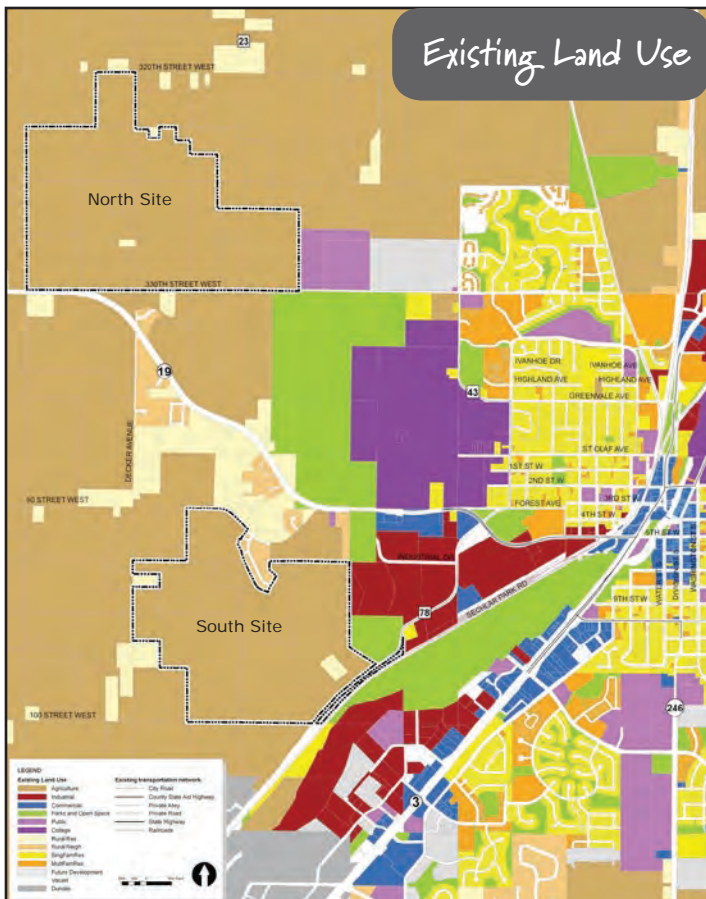 Existing Land Use
23
320TH STREET WEST
North Site
330TH STREET WEST
19
DECKER AVENUE
43
IVANHOE DR
IVANHOE AVE
HIGHLAND AVE
HIGHLAND AVE
GREENVALE AVE
ST OLAF AVE
1ST ST W
2ND ST W
60 STREET WEST
FOREST AVE
3RD ST W
4TH ST W
5TH ST W
INDUSTRIAL DR
SECHLAR PARK RD
9TH ST W
78
South Site
100 STREET WEST
246
3
LEGEND
Existing Land Use
Agriculture
Industrial
Commercial
Parks and Open Space
Public
College
RuralRes
RuralNeigh
SingFamRes
MultiFamRes
Future Development
Vacant
Dundas
Existing transportation network
City Road
County State Aid Highway
Private Alley
Private Road
State Highway
Railroads